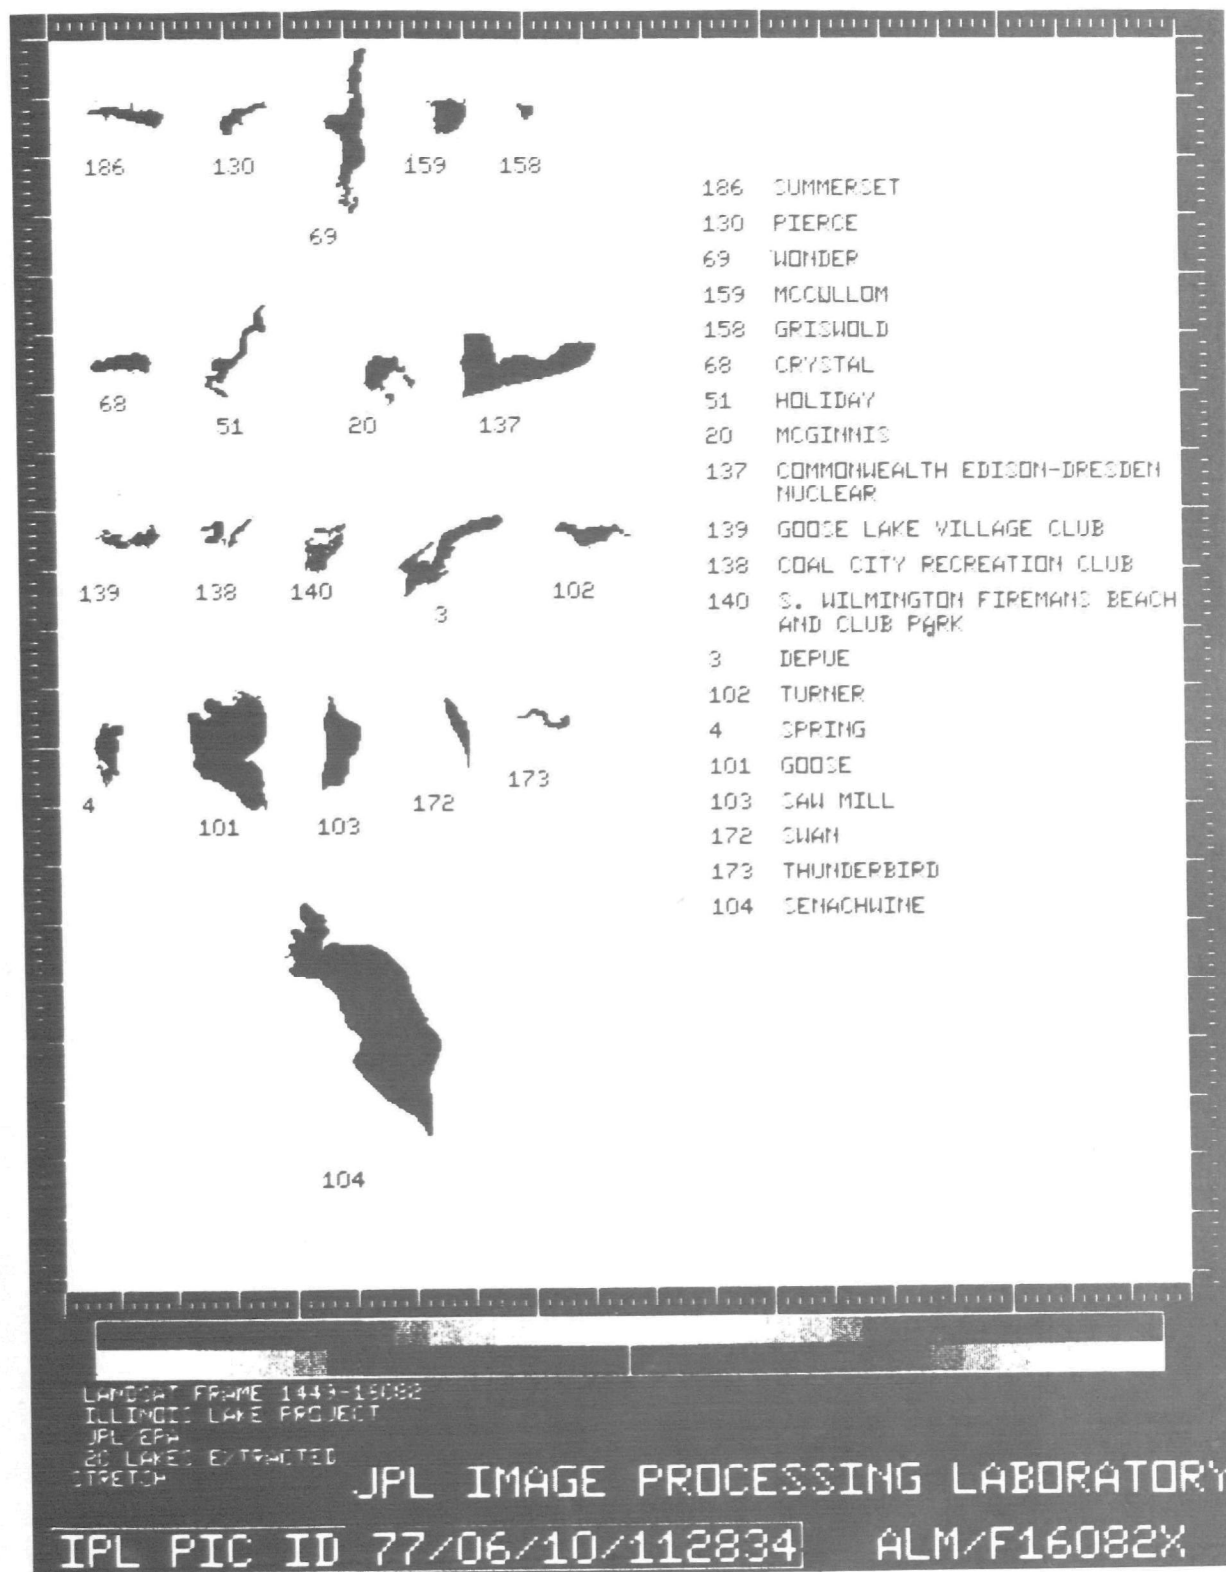 186 130 159 158
69
68 51 20 137
139 138 140 3 102
4 101 103 172 173
104
186 SUMMERSET
130 PIERCE
69 WONDER
159 MCCULLOM
158 GRISWOLD
68 CRYSTAL
51 HOLIDAY
20 MCGINNIS
137 COMMONWEALTH EDISON-DRESDEN
NUCLEAR
139 GOOSE LAKE VILLAGE CLUB
138 COAL CITY RECREATION CLUB
140 S. WILMINGTON FIREMANS BEACH
AND CLUB PARK
3 DEPUE
102 TURNER
4 SPRING
101 GOOSE
103 SAW MILL
172 SWAN
173 THUNDERBIRD
104 SENACHWINE
LANDSAT FRAME 1449-16082
ILLINOIS LAKE PROJECT
JPL/EPA
20 LAKES EXTRACTED
STRETCH
JPL IMAGE PROCESSING LABORATORY
IPL PIC ID 77/06/10/112834 ALM/F16082X